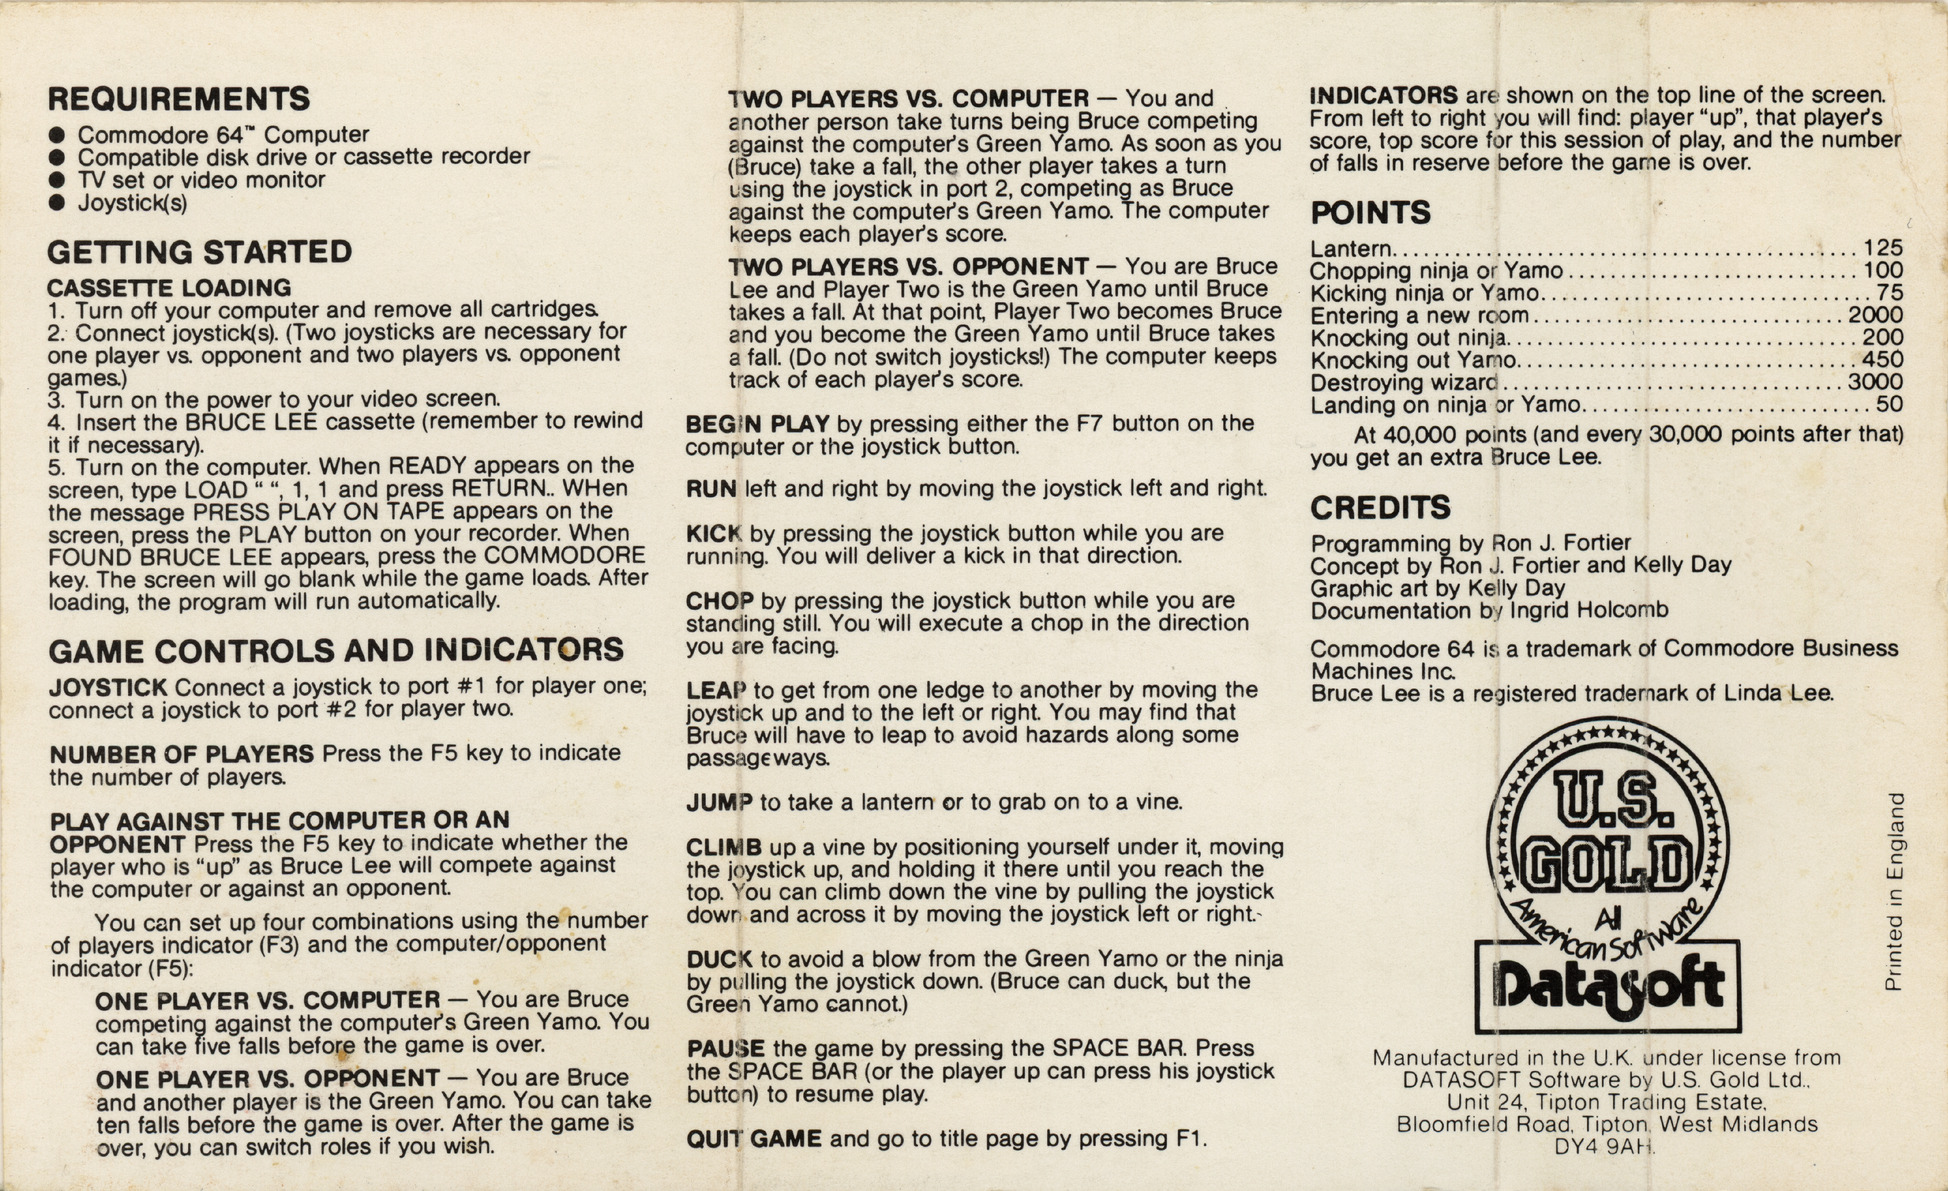 REQUIREMENTS
● Commodore 64™ Computer
● Compatible disk drive or cassette recorder
● TV set or video monitor
● Joystick(s)
GETTING STARTED
CASSETTE LOADING
1. Turn off your computer and remove all cartridges.
2. Connect joystick(s). (Two joysticks are necessary for
one player vs. opponent and two players vs. opponent
games.)
3. Turn on the power to your video screen.
4. Insert the BRUCE LEE cassette (remember to rewind
it if necessary).
5. Turn on the computer. When READY appears on the
screen, type LOAD “ “, 1, 1 and press RETURN.. WHen
the message PRESS PLAY ON TAPE appears on the
screen, press the PLAY button on your recorder. When
FOUND BRUCE LEE appears, press the COMMODORE
key. The screen will go blank while the game loads. After
loading, the program will run automatically.
GAME CONTROLS AND INDICATORS
JOYSTICK Connect a joystick to port #1 for player one;
connect a joystick to port #2 for player two.
NUMBER OF PLAYERS Press the F5 key to indicate
the number of players.
PLAY AGAINST THE COMPUTER OR AN
OPPONENT Press the F5 key to indicate whether the
player who is “up” as Bruce Lee will compete against
the computer or against an opponent.
You can set up four combinations using the number
of players indicator (F3) and the computer/opponent
indicator (F5):
ONE PLAYER VS. COMPUTER — You are Bruce
competing against the computer's Green Yamo. You
can take five falls before the game is over.
ONE PLAYER VS. OPPONENT — You are Bruce
and another player is the Green Yamo. You can take
ten falls before the game is over. After the game is
over, you can switch roles if you wish.
TWO PLAYERS VS. COMPUTER — You and
another person take turns being Bruce competing
against the computer's Green Yamo. As soon as you
(Bruce) take a fall, the other player takes a turn
using the joystick in port 2, competing as Bruce
against the computer's Green Yamo. The computer
keeps each player's score.
TWO PLAYERS VS. OPPONENT — You are Bruce
Lee and Player Two is the Green Yamo until Bruce
takes a fall. At that point, Player Two becomes Bruce
and you become the Green Yamo until Bruce takes
a fall. (Do not switch joysticks!) The computer keeps
track of each player's score.
BEGIN PLAY by pressing either the F7 button on the
computer or the joystick button.
RUN left and right by moving the joystick left and right.
KICK by pressing the joystick button while you are
running. You will deliver a kick in that direction.
CHOP by pressing the joystick button while you are
standing still. You will execute a chop in the direction
you are facing.
LEAP to get from one ledge to another by moving the
joystick up and to the left or right. You may find that
Bruce will have to leap to avoid hazards along some
passageways.
JUMP to take a lantern or to grab on to a vine.
CLIMB up a vine by positioning yourself under it, moving
the joystick up, and holding it there until you reach the
top. You can climb down the vine by pulling the joystick
down and across it by moving the joystick left or right.
DUCK to avoid a blow from the Green Yamo or the ninja
by pulling the joystick down. (Bruce can duck, but the
Green Yamo cannot.)
PAUSE the game by pressing the SPACE BAR. Press
the SPACE BAR (or the player up can press his joystick
button) to resume play.
QUIT GAME and go to title page by pressing F1.
INDICATORS are shown on the top line of the screen.
From left to right you will find: player “up”, that player's
score, top score for this session of play, and the number
of falls in reserve before the game is over.
POINTS
Lantern........................................ 125
Chopping ninja or Yamo........................ 100
Kicking ninja or Yamo.......................... 75
Entering a new room.......................... 2000
Knocking out ninja............................ 200
Knocking out Yamo............................. 450
Destroying wizard............................ 3000
Landing on ninja or Yamo....................... 50
At 40,000 points (and every 30,000 points after that)
you get an extra Bruce Lee.
CREDITS
Programming by Ron J. Fortier
Concept by Ron J. Fortier and Kelly Day
Graphic art by Kelly Day
Documentation by Ingrid Holcomb
Commodore 64 is a trademark of Commodore Business
Machines Inc.
Bruce Lee is a registered trademark of Linda Lee.
U.S.
GOLD
All
American Software
Datasoft
Manufactured in the U.K. under license from
DATASOFT Software by U.S. Gold Ltd.,
Unit 24, Tipton Trading Estate,
Bloomfield Road, Tipton, West Midlands
DY4 9AH.
Printed in England